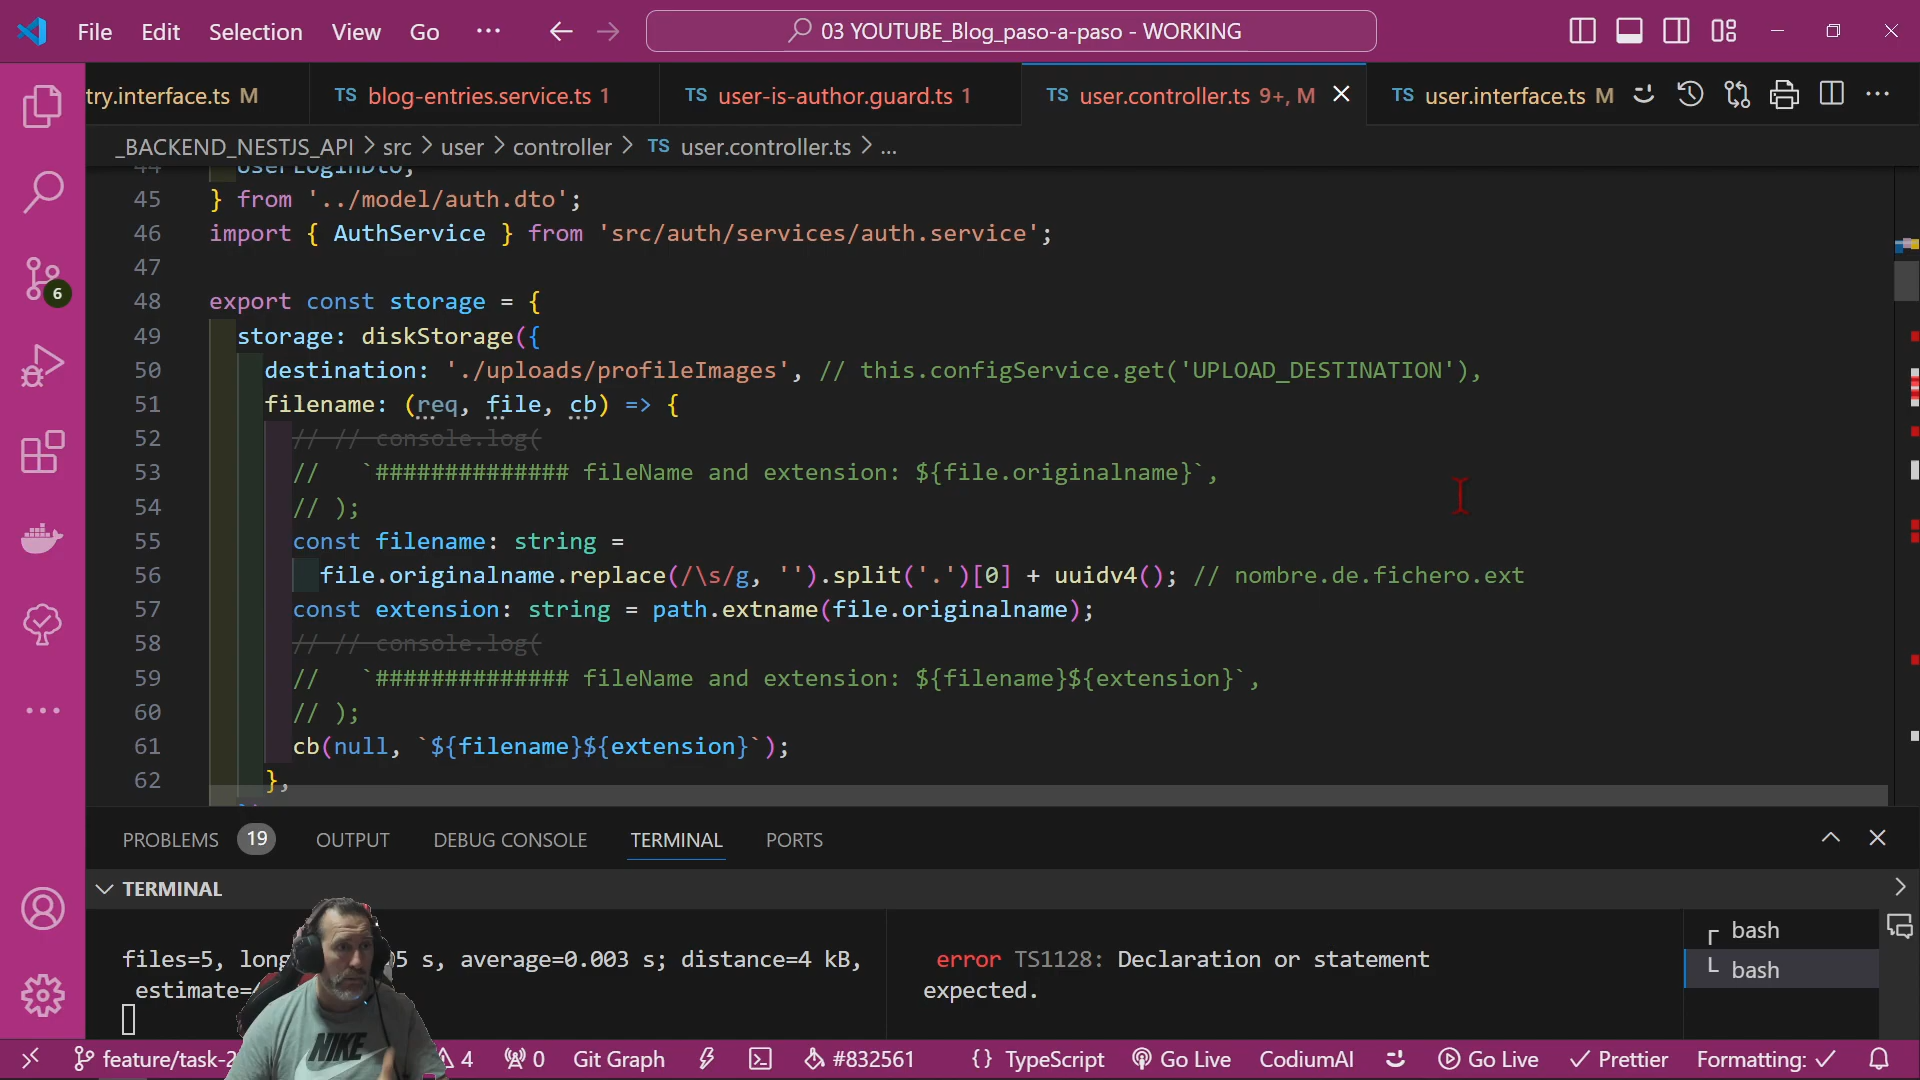 File Edit Selection View Go ···
03 YOUTUBE_Blog_paso-a-paso - WORKING
try.interface.ts M
TS blog-entries.service.ts 1
TS user-is-author.guard.ts 1
TS user.controller.ts 9+, M
TS user.interface.ts M
_BACKEND_NESTJS_API > src > user > controller > TS user.controller.ts > ...
44 UserLoginDto,
45 } from '../model/auth.dto';
46 import { AuthService } from 'src/auth/services/auth.service';
47
48 export const storage = {
49 storage: diskStorage({
50 destination: './uploads/profileImages', // this.configService.get('UPLOAD_DESTINATION'),
51 filename: (req, file, cb) => {
52 // // console.log(
53 // `############## fileName and extension: ${file.originalname}`,
54 // );
55 const filename: string =
56 file.originalname.replace(/\s/g, '').split('.')[0] + uuidv4(); // nombre.de.fichero.ext
57 const extension: string = path.extname(file.originalname);
58 // // console.log(
59 // `############## fileName and extension: ${filename}${extension}`,
60 // );
61 cb(null, `${filename}${extension}`);
62 },
6
PROBLEMS 19 OUTPUT DEBUG CONSOLE TERMINAL PORTS
TERMINAL
files=5, long 5 s, average=0.003 s; distance=4 kB,
estimate=
error TS1128: Declaration or statement
expected.
bash
bash
NIKE
feature/task-2 4 0 Git Graph #832561 {} TypeScript Go Live CodiumAI Go Live Prettier Formatting: ✓